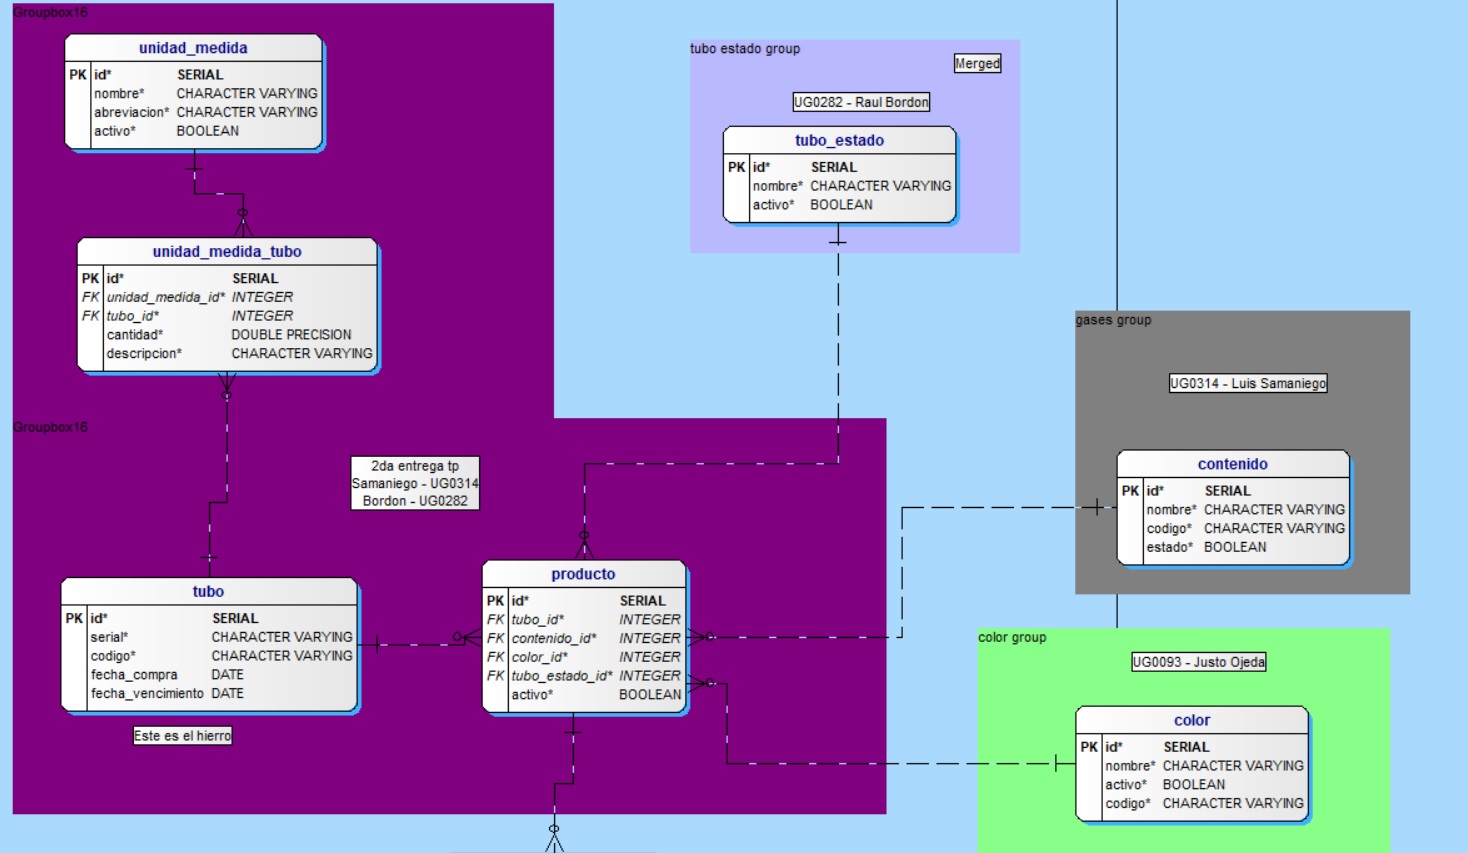 Groupbox16
unidad_medida
PK id* SERIAL
nombre* CHARACTER VARYING
abreviacion* CHARACTER VARYING
activo* BOOLEAN
unidad_medida_tubo
PK id* SERIAL
FK unidad_medida_id* INTEGER
FK tubo_id* INTEGER
cantidad* DOUBLE PRECISION
descripcion* CHARACTER VARYING
tubo estado group
Merged
UG0282 - Raul Bordon
tubo_estado
PK id* SERIAL
nombre* CHARACTER VARYING
activo* BOOLEAN
gases group
UG0314 - Luis Samaniego
contenido
PK id* SERIAL
nombre* CHARACTER VARYING
codigo* CHARACTER VARYING
estado* BOOLEAN
Groupbox16
2da entrega tp
Samaniego - UG0314
Bordon - UG0282
tubo
PK id* SERIAL
serial* CHARACTER VARYING
codigo* CHARACTER VARYING
fecha_compra DATE
fecha_vencimiento DATE
Este es el hierro
producto
PK id* SERIAL
FK tubo_id* INTEGER
FK contenido_id* INTEGER
FK color_id* INTEGER
FK tubo_estado_id* INTEGER
activo* BOOLEAN
color group
UG0093 - Justo Ojeda
color
PK id* SERIAL
nombre* CHARACTER VARYING
activo* BOOLEAN
codigo* CHARACTER VARYING